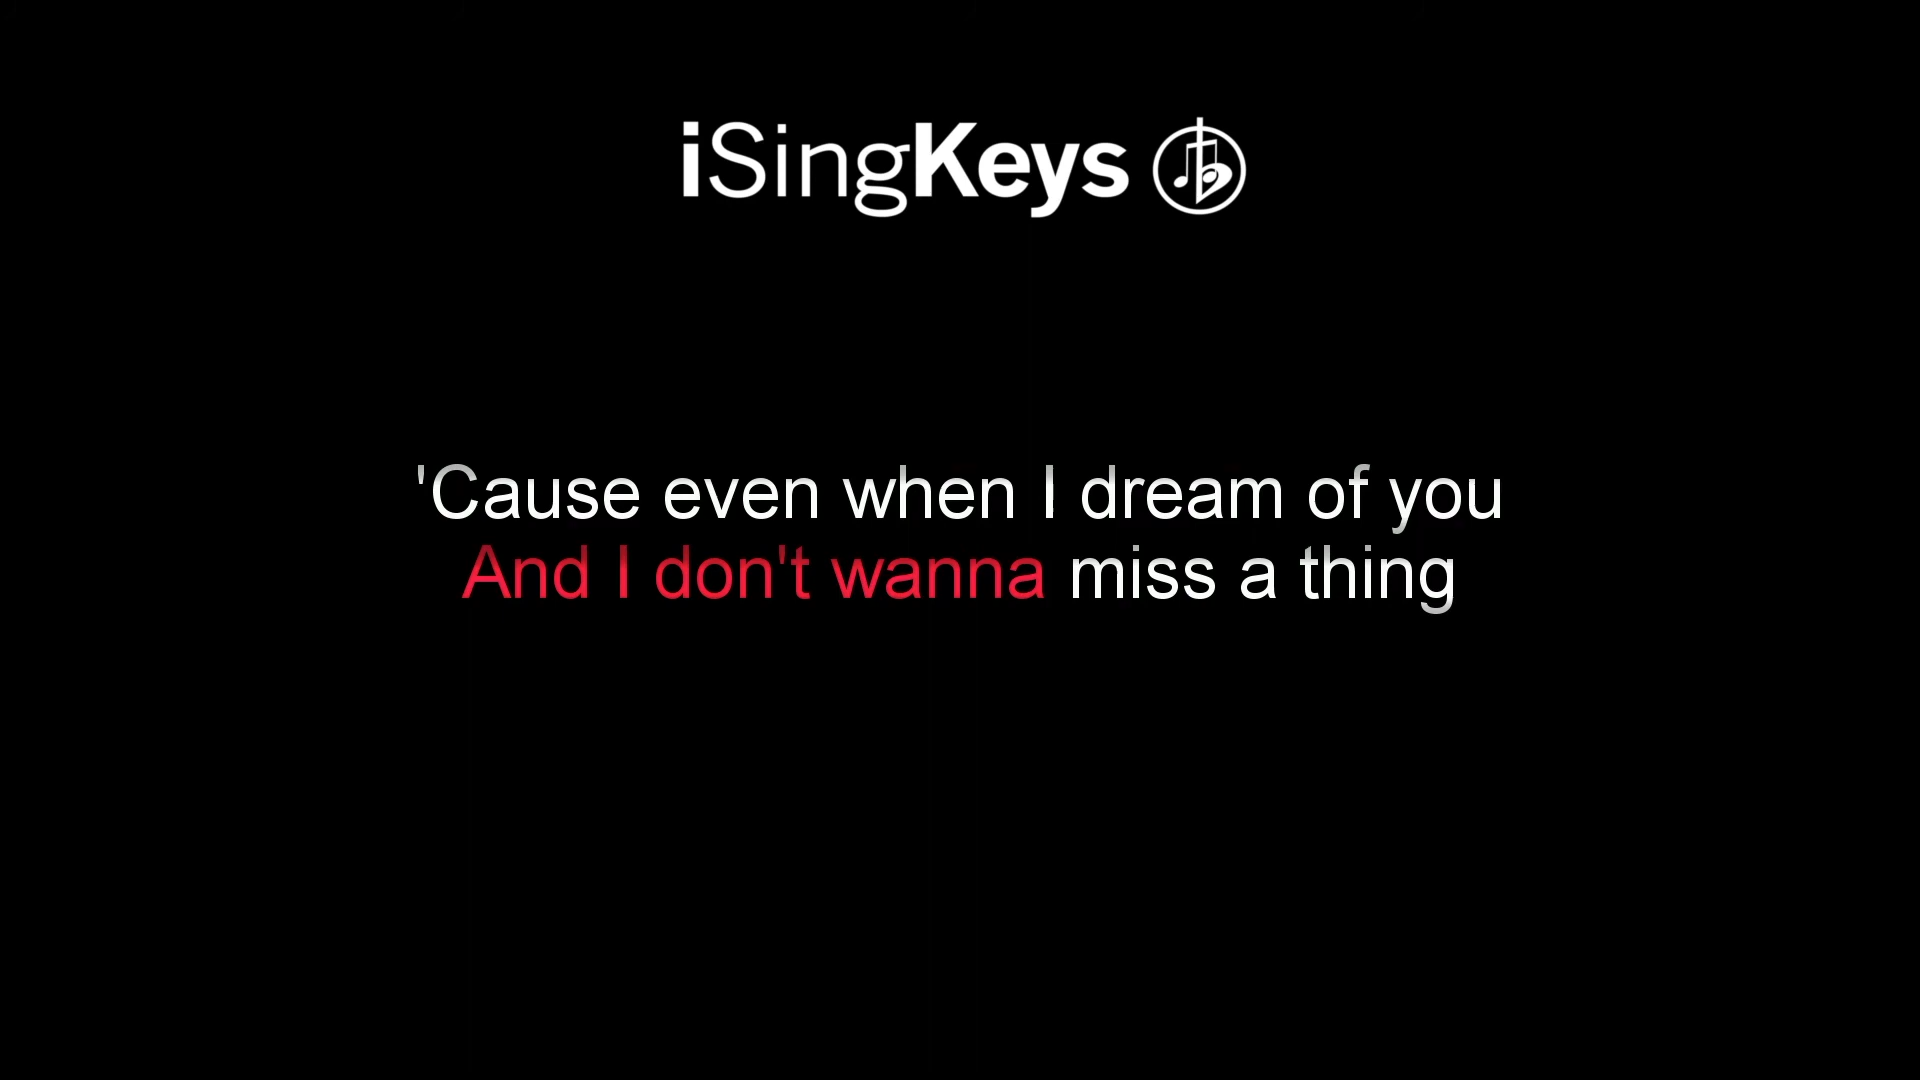 iSingKeys
'Cause even when I dream of you
And I don't wanna miss a thing